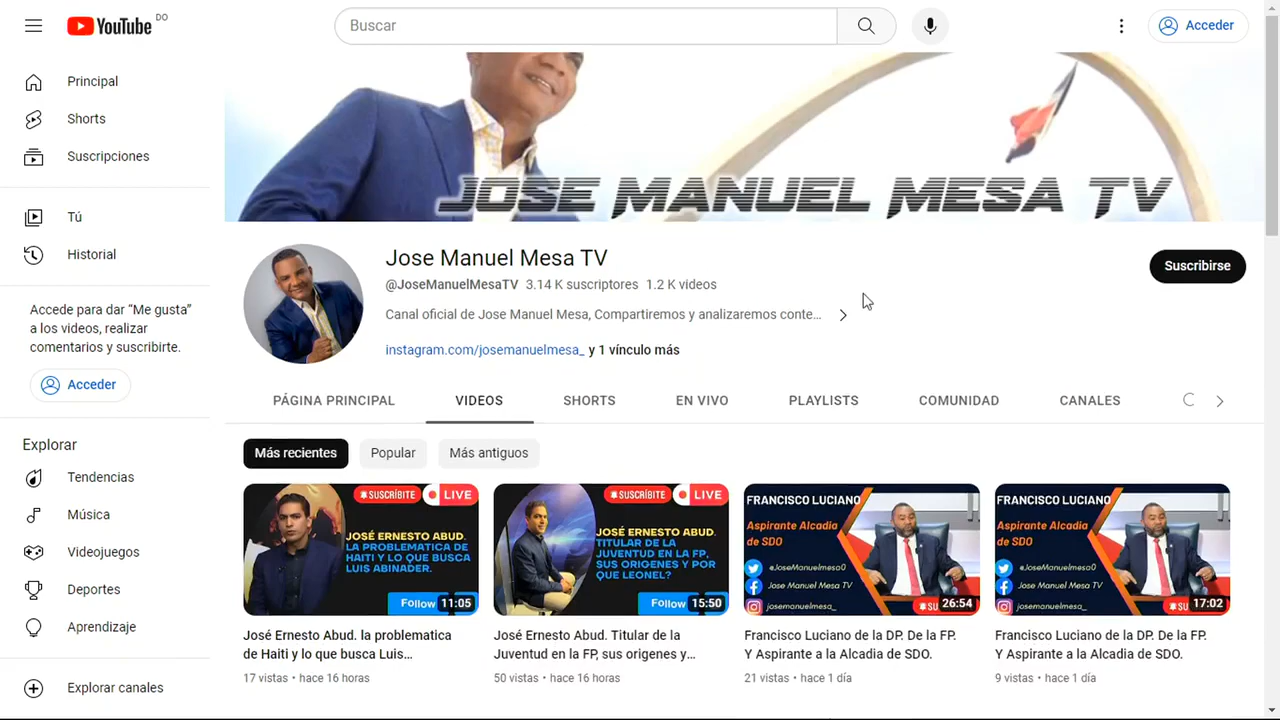 YouTube DO
Buscar
Acceder
Principal
Shorts
Suscripciones
Tú
Historial
Accede para dar “Me gusta”
a los videos, realizar
comentarios y suscribirte.
Acceder
Explorar
Tendencias
Música
Videojuegos
Deportes
Aprendizaje
Explorar canales
JOSE MANUEL MESA TV
Jose Manuel Mesa TV
@JoseManuelMesaTV 3.14 K suscriptores 1.2 K videos
Canal oficial de Jose Manuel Mesa, Compartiremos y analizaremos conte...
instagram.com/josemanuelmesa_ y 1 vínculo más
Suscribirse
PÁGINA PRINCIPAL VIDEOS SHORTS EN VIVO PLAYLISTS COMUNIDAD CANALES
Más recientes Popular Más antiguos
SUSCRÍBITE LIVE
JOSÉ ERNESTO ABUD.
LA PROBLEMATICA DE
HAITI Y LO QUE BUSCA
LUIS ABINADER.
Follow 11:05
José Ernesto Abud. la problematica
de Haiti y lo que busca Luis...
17 vistas • hace 16 horas
SUSCRÍBITE LIVE
JOSÉ ERNESTO ABUD.
TITULAR DE LA
JUVENTUD EN LA FP,
SUS ORIGENES Y POR
QUE LEONEL?
Follow 15:50
José Ernesto Abud. Titular de la
Juventud en la FP, sus origenes y...
50 vistas • hace 16 horas
FRANCISCO LUCIANO
Aspirante Alcadia
de SDO
@JoseManuelmesa0
Jose Manuel Mesa TV
josemanuelmesa_
SU 26:54
Francisco Luciano de la DP. De la FP.
Y Aspirante a la Alcadia de SDO.
21 vistas • hace 1 día
FRANCISCO LUCIANO
Aspirante Alcadia
de SDO
@JoseManuelmesa0
Jose Manuel Mesa TV
josemanuelmesa_
SU 17:02
Francisco Luciano de la DP. De la FP.
Y Aspirante a la Alcadia de SDO.
9 vistas • hace 1 día